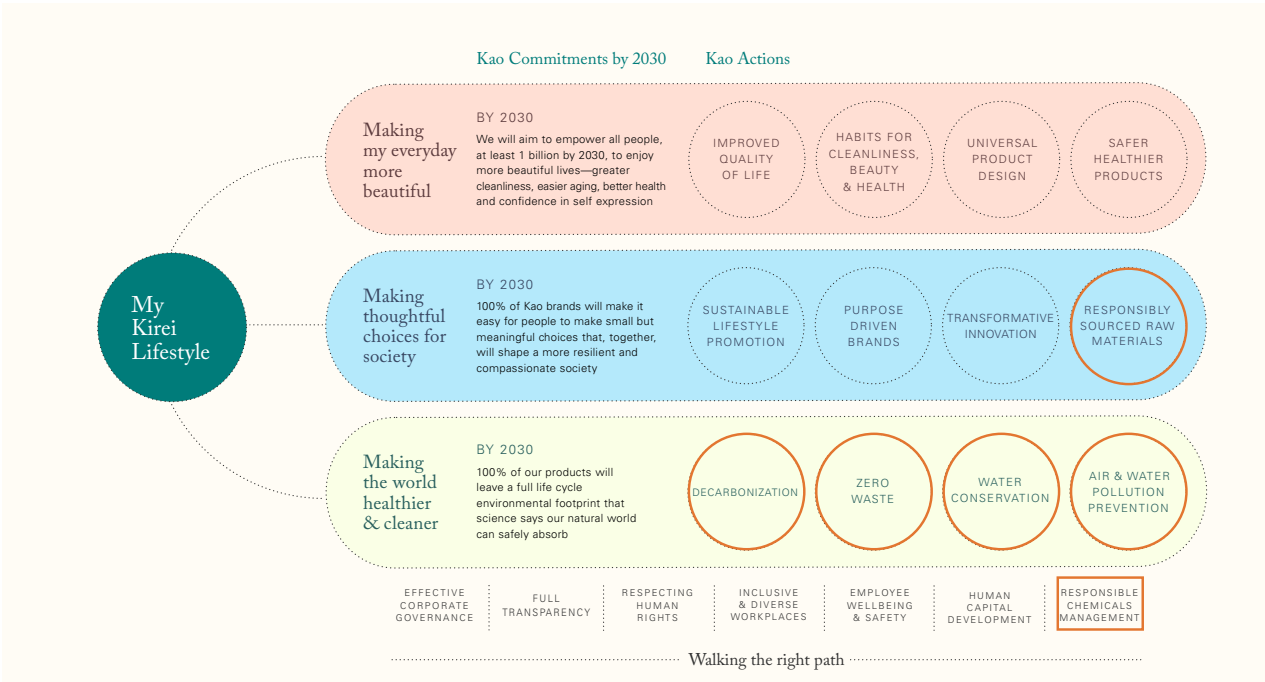 Kao Commitments by 2030
Kao Actions
My
Kirei
Lifestyle
Making
my everyday
more
beautiful
BY 2030
We will aim to empower all people,
at least 1 billion by 2030, to enjoy
more beautiful lives—greater
cleanliness, easier aging, better health
and confidence in self expression
IMPROVED
QUALITY
OF LIFE
HABITS FOR
CLEANLINESS,
BEAUTY
& HEALTH
UNIVERSAL
PRODUCT
DESIGN
SAFER
HEALTHIER
PRODUCTS
Making
thoughtful
choices for
society
BY 2030
100% of Kao brands will make it
easy for people to make small but
meaningful choices that, together,
will shape a more resilient and
compassionate society
SUSTAINABLE
LIFESTYLE
PROMOTION
PURPOSE
DRIVEN
BRANDS
TRANSFORMATIVE
INNOVATION
RESPONSIBLY
SOURCED RAW
MATERIALS
Making
the world
healthier
& cleaner
BY 2030
100% of our products will
leave a full life cycle
environmental footprint that
science says our natural world
can safely absorb
DECARBONIZATION
ZERO
WASTE
WATER
CONSERVATION
AIR & WATER
POLLUTION
PREVENTION
EFFECTIVE
CORPORATE
GOVERNANCE
FULL
TRANSPARENCY
RESPECTING
HUMAN
RIGHTS
INCLUSIVE
& DIVERSE
WORKPLACES
EMPLOYEE
WELLBEING
& SAFETY
HUMAN
CAPITAL
DEVELOPMENT
RESPONSIBLE
CHEMICALS
MANAGEMENT
Walking the right path